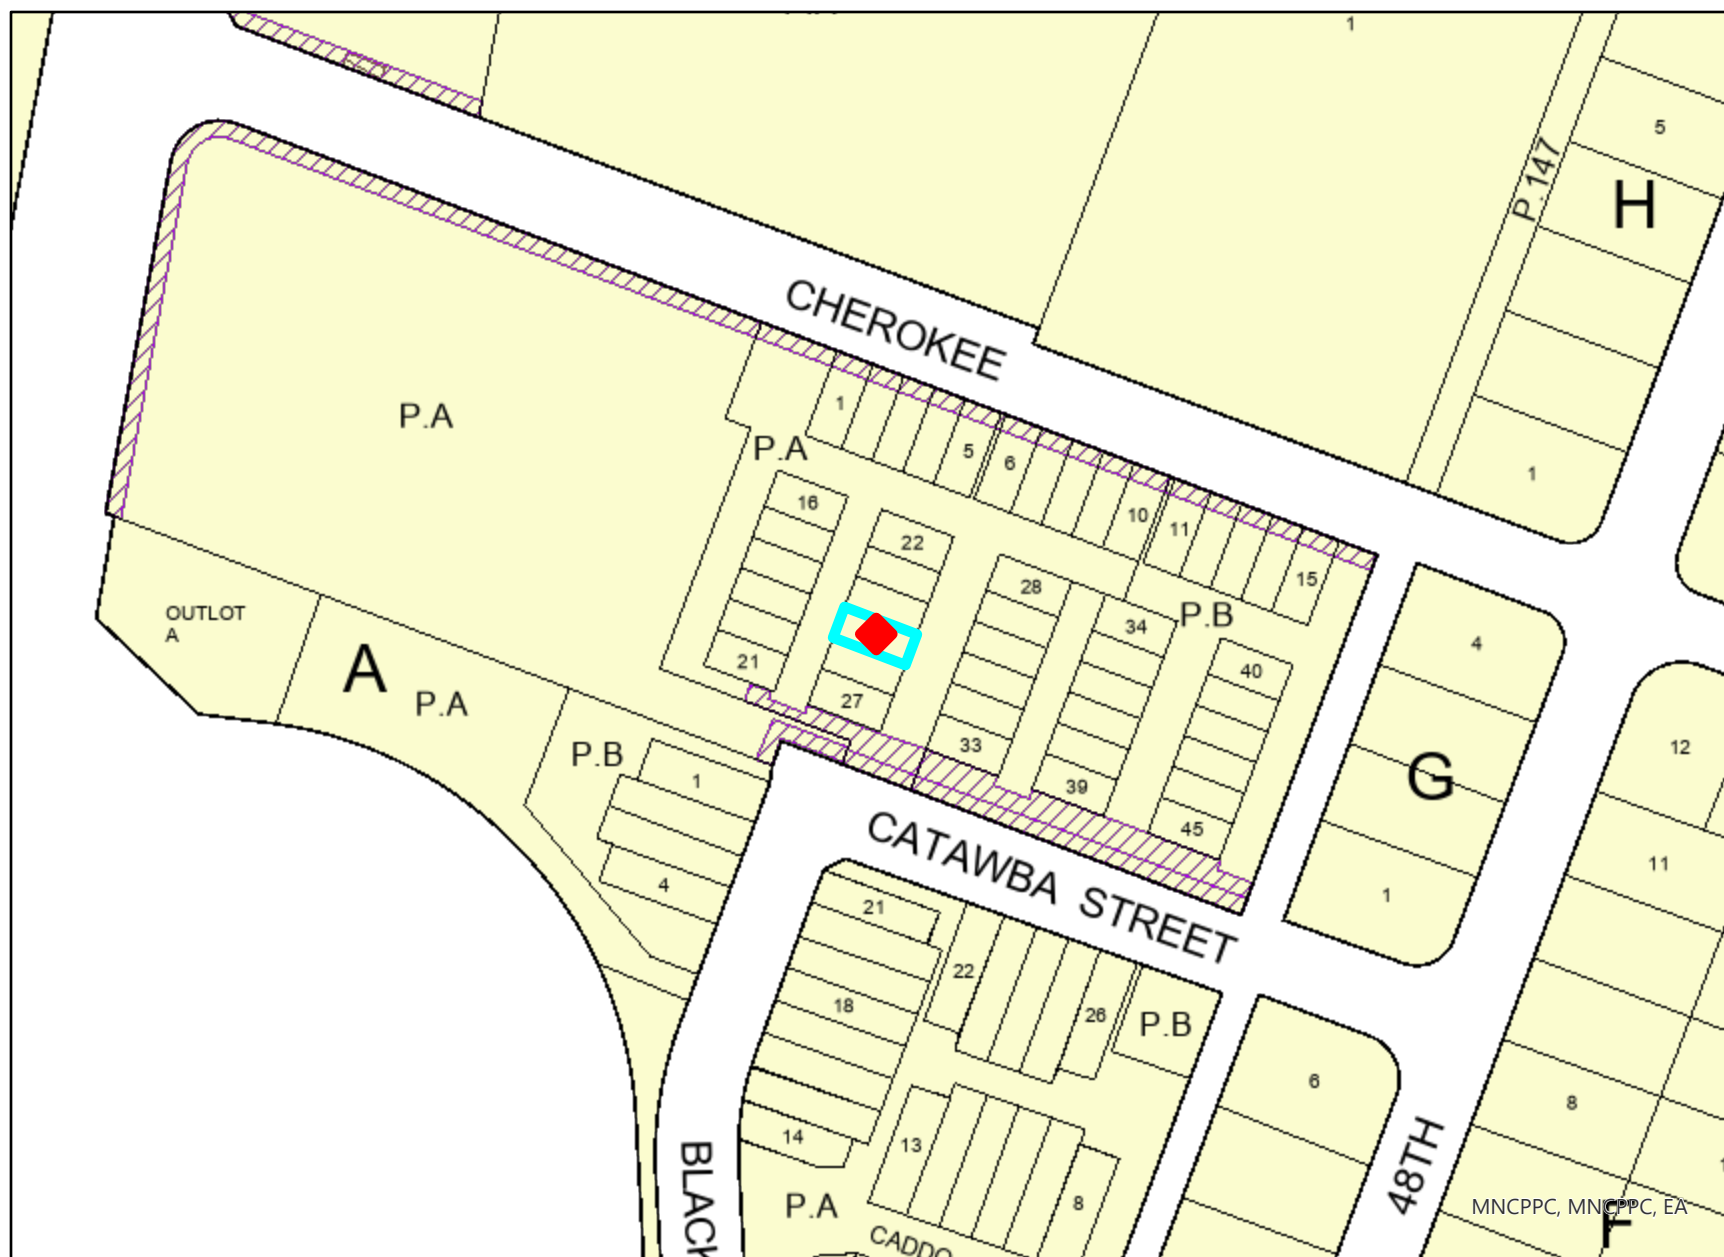 1
5
P.147
H
CHEROKEE
P.A
1
P.A
5
6
1
16
10
11
22
15
28
OUTLOT
A
34
P.B
4
A
21
40
P.A
27
33
12
P.B
1
39
G
45
CATAWBA STREET
11
4
1
21
22
18
26
P.B
6
8
14
13
48TH
BLACK
P.A
8
MNCPPC, MNCPPC, EA
F
CADDO